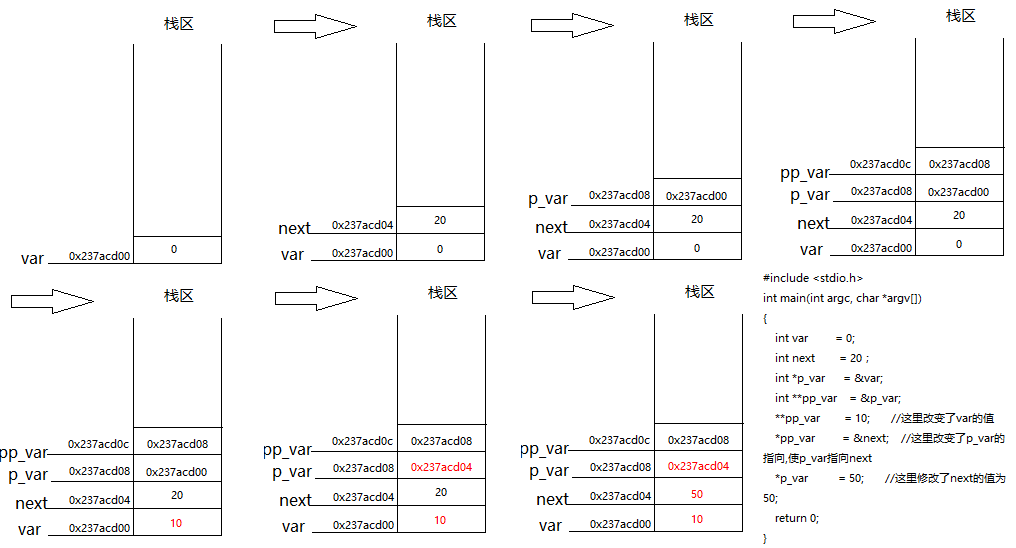 栈区
0
0x237acd00
var
栈区
20
0x237acd04
next
0
0x237acd00
var
栈区
0x237acd08
0x237acd00
p_var
20
0x237acd04
next
0
0x237acd00
var
栈区
0x237acd0c
0x237acd08
pp_var
0x237acd08
0x237acd00
p_var
20
0x237acd04
next
0
0x237acd00
var
栈区
0x237acd0c
0x237acd08
pp_var
0x237acd08
0x237acd00
p_var
20
0x237acd04
next
10
0x237acd00
var
栈区
0x237acd0c
0x237acd08
pp_var
0x237acd08
0x237acd04
p_var
20
0x237acd04
next
10
0x237acd00
var
栈区
0x237acd0c
0x237acd08
pp_var
0x237acd08
0x237acd04
p_var
50
0x237acd04
next
10
0x237acd00
var
#include <stdio.h>
int main(int argc, char *argv[])
{
int var = 0;
int next = 20 ;
int *p_var = &var;
int **pp_var = &p_var;
**pp_var = 10; //这里改变了var的值
*pp_var = &next; //这里改变了p_var的
指向,使p_var指向next
*p_var = 50; //这里修改了next的值为
50;
return 0;
}